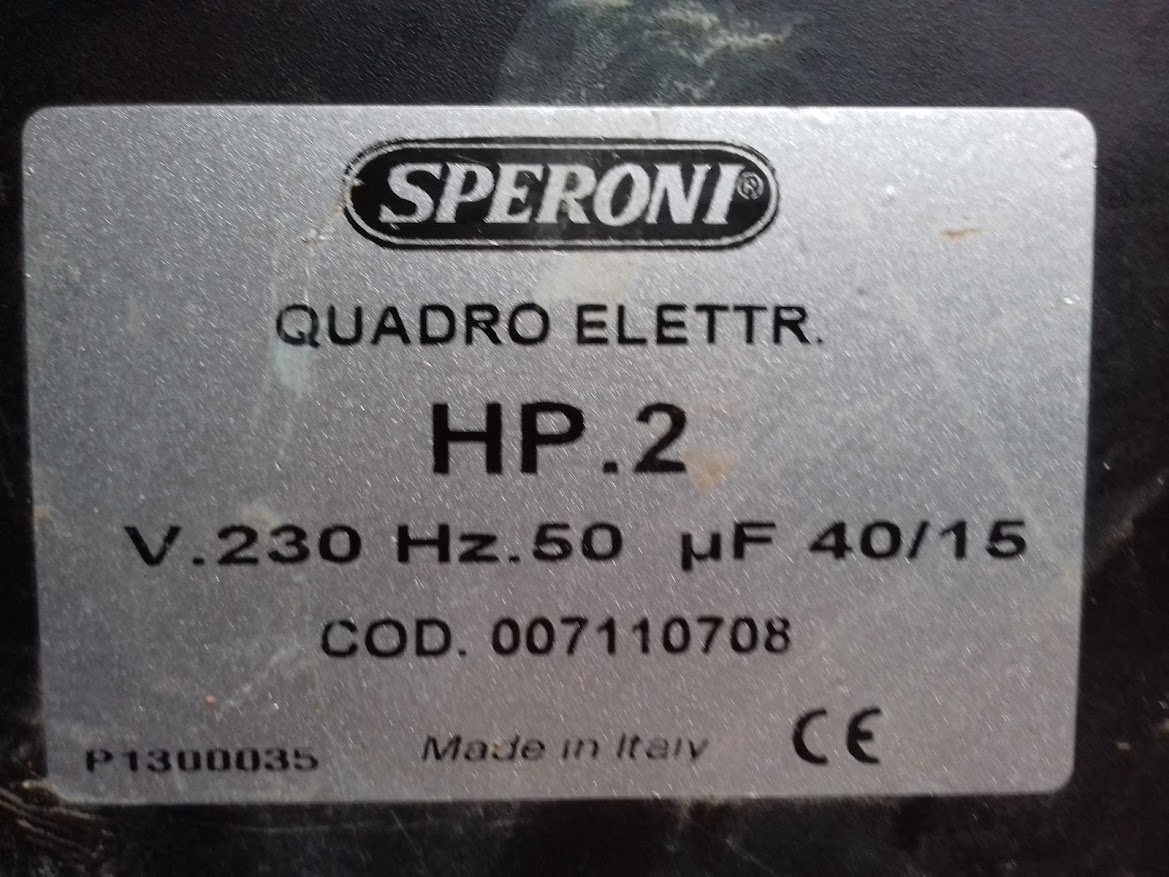 SPERONI®
QUADRO ELETTR.
HP.2
V.230 Hz.50 µF 40/15
COD. 007110708
P1300035 Made in Italy CE